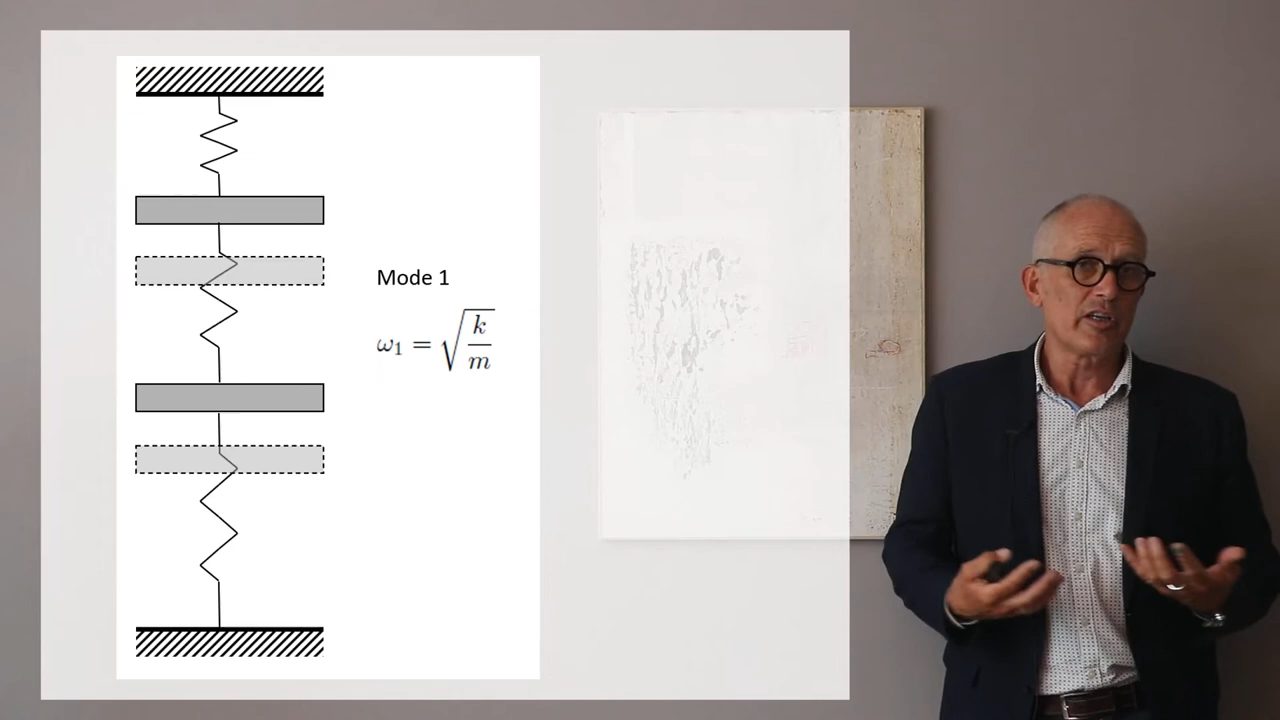 Mode 1
ω₁ = √(k/m)